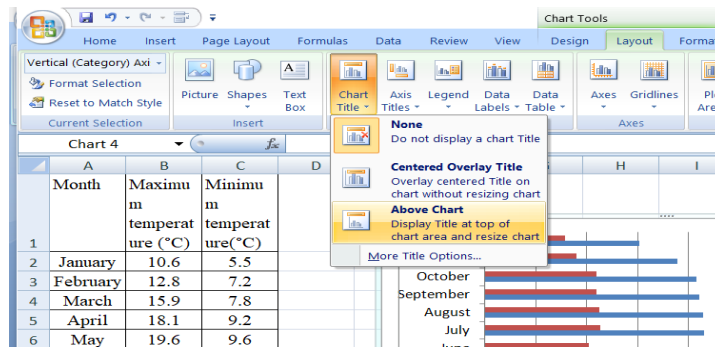 Chart Tools
Home Insert Page Layout Formulas Data Review View Design Layout Forma
Vertical (Category) Axi
Format Selection
Reset to Match Style
Current Selection
Picture Shapes Text Box
Insert
Chart Title Axis Titles Legend Data Labels Data Table
Axes Gridlines
Axes
Chart 4
fx
None
Do not display a chart Title
Centered Overlay Title
Overlay centered Title on
chart without resizing chart
Above Chart
Display Title at top of
chart area and resize chart
More Title Options...
A B C D H I
Month Maximu Minimu
m m
temperat temperat
1 ure (°C) ure(°C)
2 January 10.6 5.5
3 February 12.8 7.2
4 March 15.9 7.8
5 April 18.1 9.2
6 May 19.6 9.6
October
September
August
July